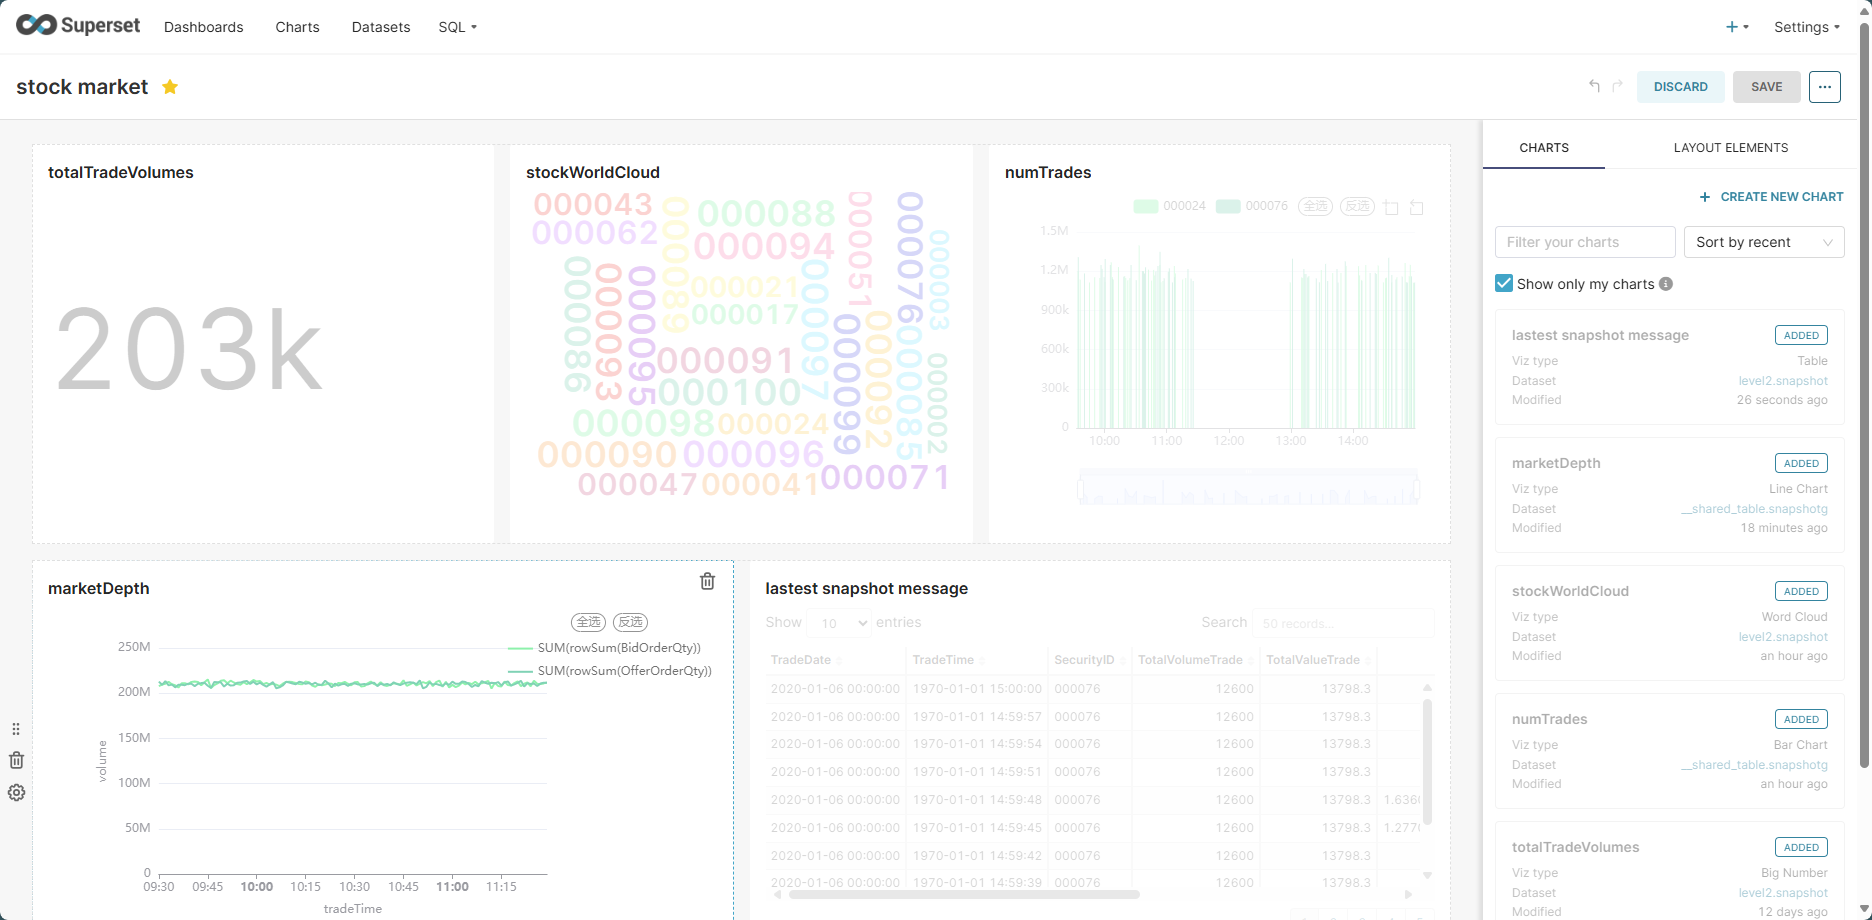 Superset Dashboards Charts Datasets SQL Settings
stock market DISCARD SAVE ...
totalTradeVolumes
203k
stockWorldCloud
000043
000062
000088
000094
000089
000051
000076
000003
000086
000093
000095
000021
000017
000097
000091
000100
000099
000092
000085
000002
000098
000024
000090
000096
000047
000041
000071
numTrades
000024 000076 全选 反选
1.5M
1.2M
900k
600k
300k
0
10:00 11:00 12:00 13:00 14:00
marketDepth
全选 反选
SUM(rowSum(BidOrderQty))
SUM(rowSum(OfferOrderQty))
250M
200M
150M
100M
50M
0
volume
09:30 09:45 10:00 10:15 10:30 10:45 11:00 11:15
tradeTime
lastest snapshot message
Show 10 entries Search 50 records...
TradeDate TradeTime SecurityID TotalVolumeTrade TotalValueTrade
2020-01-06 00:00:00 1970-01-01 15:00:00 000076 12600 13798.3
2020-01-06 00:00:00 1970-01-01 14:59:57 000076 12600 13798.3
2020-01-06 00:00:00 1970-01-01 14:59:54 000076 12600 13798.3
2020-01-06 00:00:00 1970-01-01 14:59:51 000076 12600 13798.3
2020-01-06 00:00:00 1970-01-01 14:59:48 000076 12600 13798.3
2020-01-06 00:00:00 1970-01-01 14:59:45 000076 12600 13798.3
2020-01-06 00:00:00 1970-01-01 14:59:42 000076 12600 13798.3
2020-01-06 00:00:00 1970-01-01 14:59:39 000076 12600 13798.3
CHARTS LAYOUT ELEMENTS
+ CREATE NEW CHART
Filter your charts Sort by recent
Show only my charts
lastest snapshot message ADDED
Viz type Table
Dataset level2.snapshot
Modified 26 seconds ago
marketDepth ADDED
Viz type Line Chart
Dataset __shared_table.snapshotg
Modified 18 minutes ago
stockWorldCloud ADDED
Viz type Word Cloud
Dataset level2.snapshot
Modified an hour ago
numTrades ADDED
Viz type Bar Chart
Dataset __shared_table.snapshotg
Modified an hour ago
totalTradeVolumes ADDED
Viz type Big Number
Dataset level2.snapshot
Modified 12 days ago